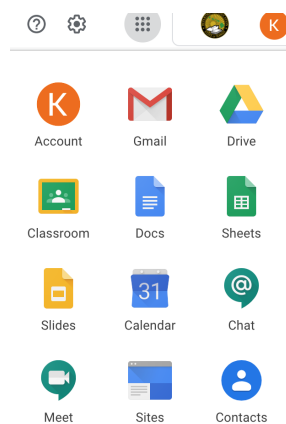 ?
K
K
Account Gmail Drive
Classroom Docs Sheets
31 @
Slides Calendar Chat
Meet Sites Contacts